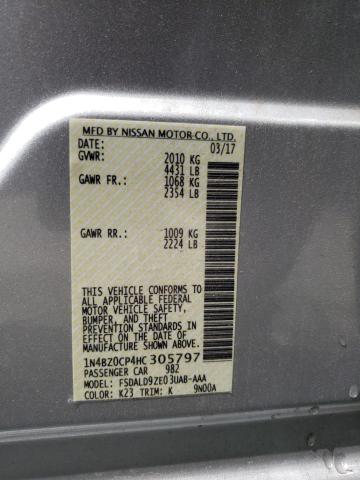 MFD BY NISSAN MOTOR CO., LTD.
DATE: 03/17
GVWR: 2010 KG
4431 LB
GAWR FR.: 1068 KG
2354 LB
GAWR RR.: 1009 KG
2224 LB
THIS VEHICLE CONFORMS TO
ALL APPLICABLE FEDERAL
MOTOR VEHICLE SAFETY,
BUMPER, AND THEFT
PREVENTION STANDARDS
IN EFFECT ON THE DATE OF
MANUFACTURE SHOWN ABOVE.
1N4BZ0CP4HC 305797
PASSENGER CAR 982
MODEL: FSDALD9ZE03UAB-AAA
COLOR: K23 TRIM: K 9N00A